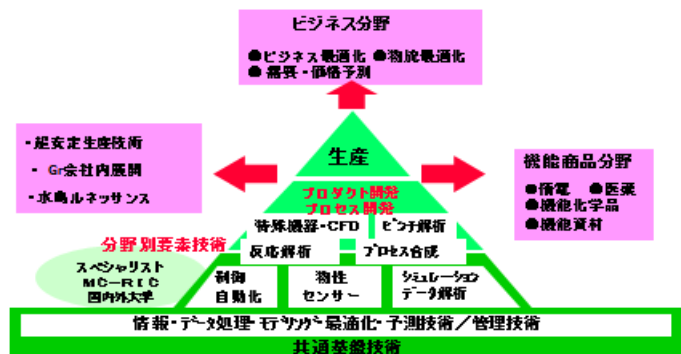 ビジネス分野
●ビジネス最適化 ●物流最適化
●需要・価格予測
・超安定生産技術
・Gr会社内展開
・水島ルネッサンス
生産
機能商品分野
●情電 ●医薬
●機能化学品
●機能資材
プロダクト開発
プロセス開発
特殊機器・CFD ピンチ解析
分野別要素技術
反応解析 プロセス合成
スペシャリスト
MC-RIC
国内外大学
制御
自動化
物性
センサー
シミュレーション
データ解析
情報・データ処理・モデリング・最適化・予測技術／管理技術
共通基盤技術